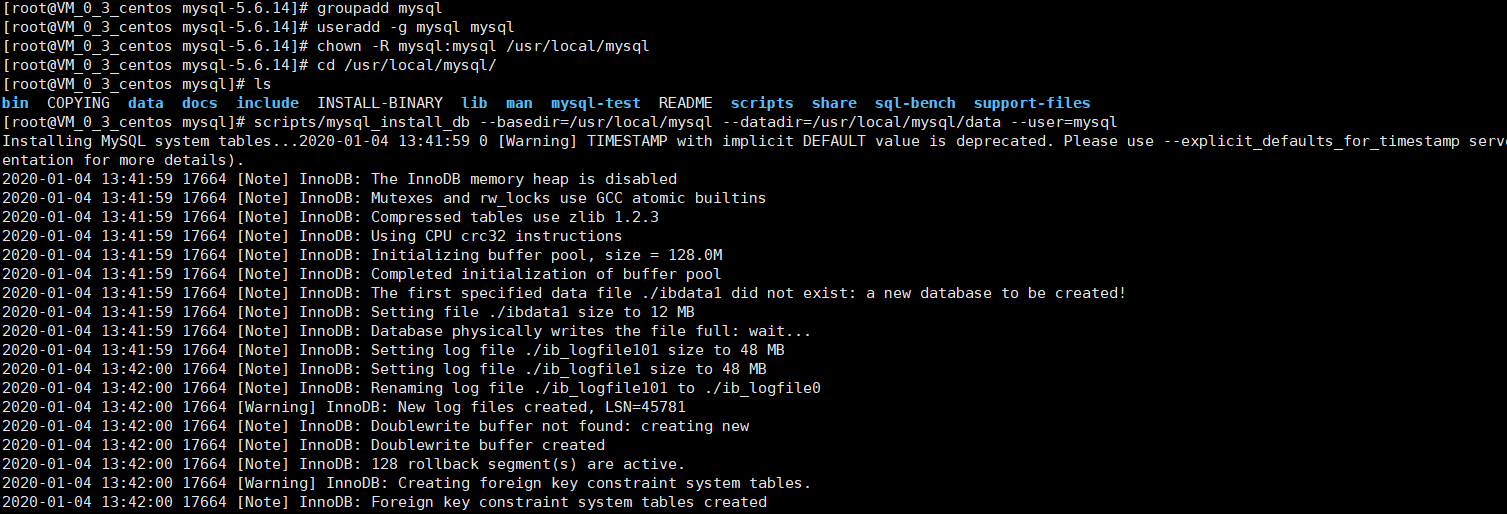 [root@VM_0_3_centos mysql-5.6.14]# groupadd mysql
[root@VM_0_3_centos mysql-5.6.14]# useradd -g mysql mysql
[root@VM_0_3_centos mysql-5.6.14]# chown -R mysql:mysql /usr/local/mysql
[root@VM_0_3_centos mysql-5.6.14]# cd /usr/local/mysql/
[root@VM_0_3_centos mysql]# ls
bin  COPYING  data  docs  include  INSTALL-BINARY  lib  man  mysql-test  README  scripts  share  sql-bench  support-files
[root@VM_0_3_centos mysql]# scripts/mysql_install_db --basedir=/usr/local/mysql --datadir=/usr/local/mysql/data --user=mysql
Installing MySQL system tables...2020-01-04 13:41:59 0 [Warning] TIMESTAMP with implicit DEFAULT value is deprecated. Please use --explicit_defaults_for_timestamp serve
entation for more details).
2020-01-04 13:41:59 17664 [Note] InnoDB: The InnoDB memory heap is disabled
2020-01-04 13:41:59 17664 [Note] InnoDB: Mutexes and rw_locks use GCC atomic builtins
2020-01-04 13:41:59 17664 [Note] InnoDB: Compressed tables use zlib 1.2.3
2020-01-04 13:41:59 17664 [Note] InnoDB: Using CPU crc32 instructions
2020-01-04 13:41:59 17664 [Note] InnoDB: Initializing buffer pool, size = 128.0M
2020-01-04 13:41:59 17664 [Note] InnoDB: Completed initialization of buffer pool
2020-01-04 13:41:59 17664 [Note] InnoDB: The first specified data file ./ibdata1 did not exist: a new database to be created!
2020-01-04 13:41:59 17664 [Note] InnoDB: Setting file ./ibdata1 size to 12 MB
2020-01-04 13:41:59 17664 [Note] InnoDB: Database physically writes the file full: wait...
2020-01-04 13:41:59 17664 [Note] InnoDB: Setting log file ./ib_logfile101 size to 48 MB
2020-01-04 13:42:00 17664 [Note] InnoDB: Setting log file ./ib_logfile1 size to 48 MB
2020-01-04 13:42:00 17664 [Note] InnoDB: Renaming log file ./ib_logfile101 to ./ib_logfile0
2020-01-04 13:42:00 17664 [Warning] InnoDB: New log files created, LSN=45781
2020-01-04 13:42:00 17664 [Note] InnoDB: Doublewrite buffer not found: creating new
2020-01-04 13:42:00 17664 [Note] InnoDB: Doublewrite buffer created
2020-01-04 13:42:00 17664 [Note] InnoDB: 128 rollback segment(s) are active.
2020-01-04 13:42:00 17664 [Warning] InnoDB: Creating foreign key constraint system tables.
2020-01-04 13:42:00 17664 [Note] InnoDB: Foreign key constraint system tables created